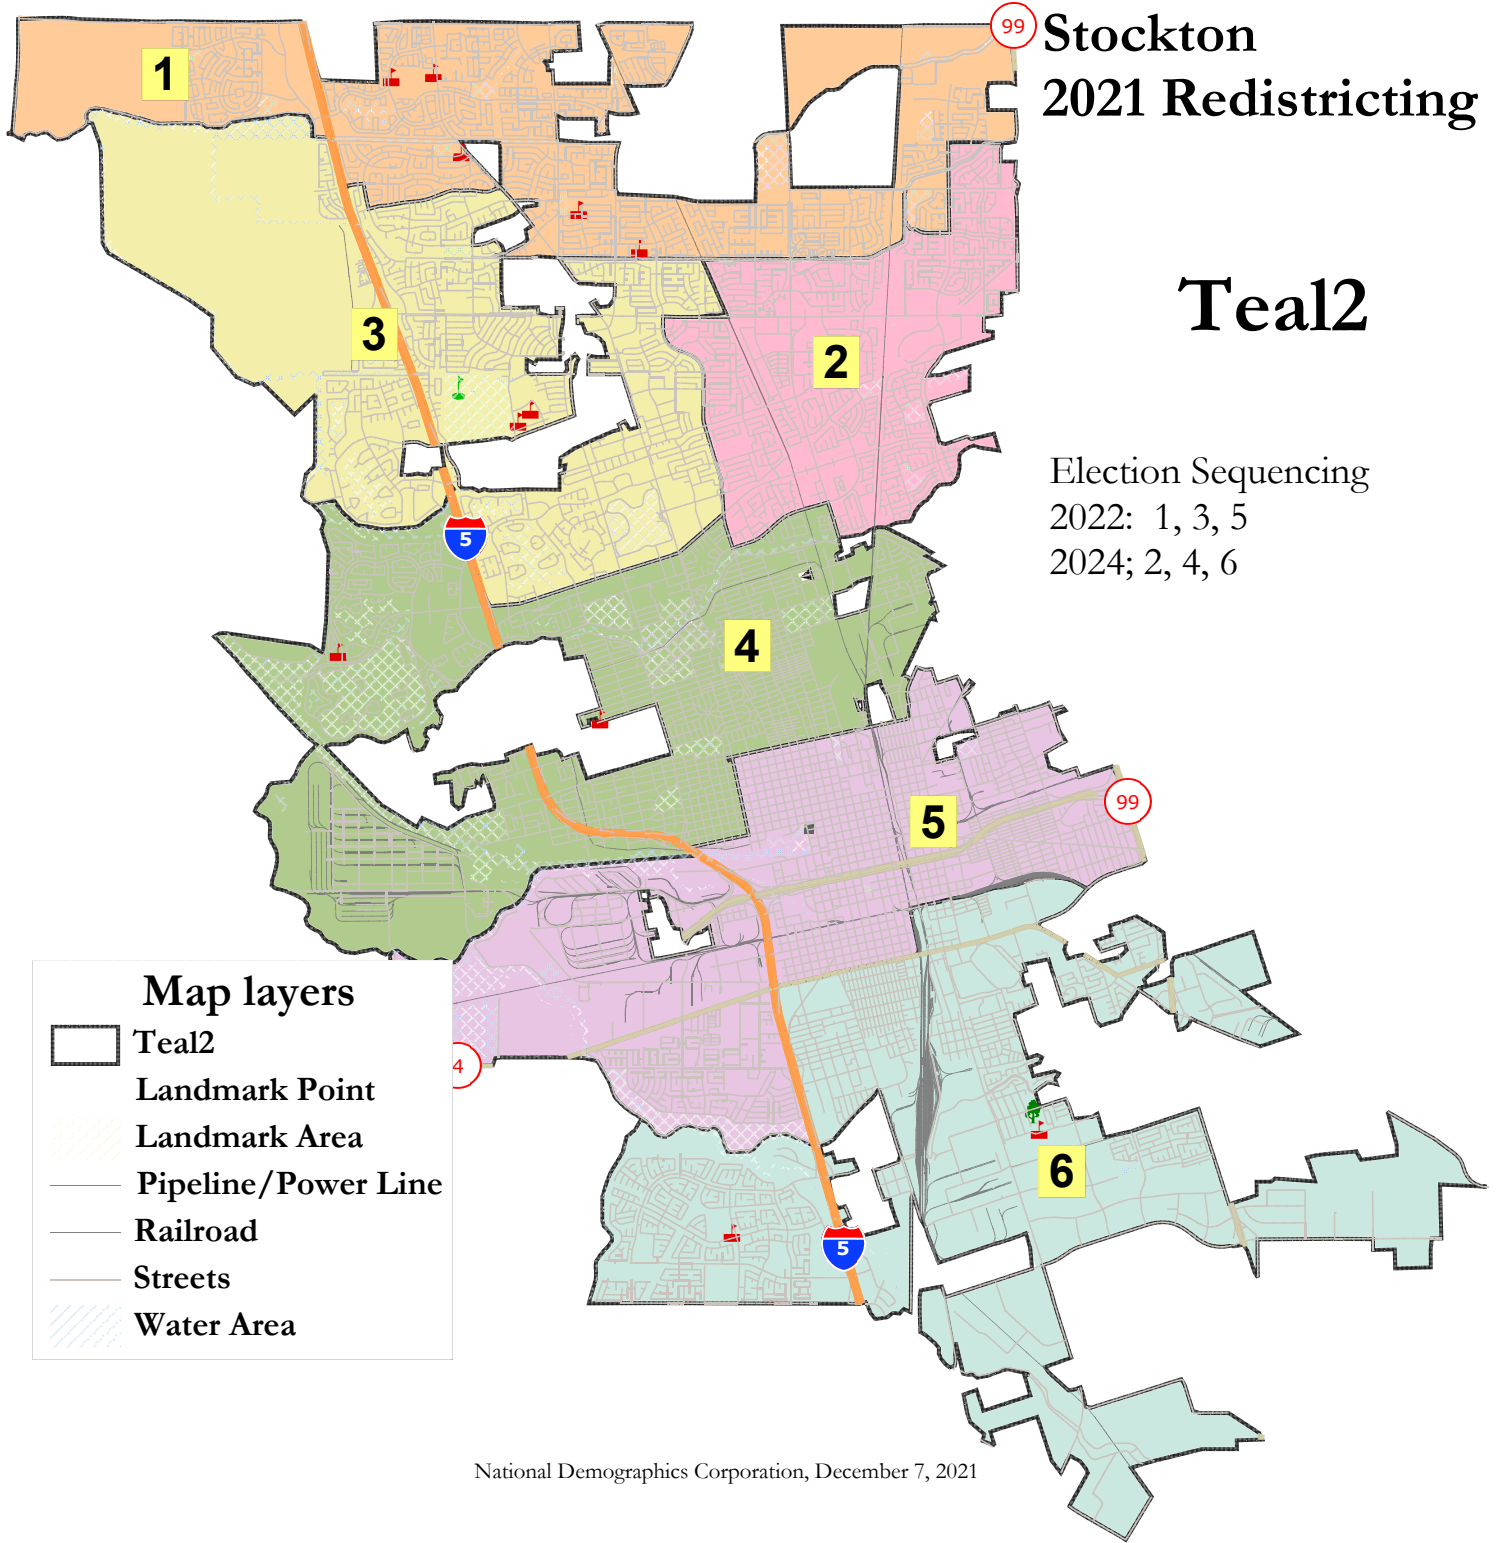 99
Stockton
2021 Redistricting
1
Teal2
3
2
Election Sequencing
2022: 1, 3, 5
2024; 2, 4, 6
5
4
99
5
Map layers
Teal2
Landmark Point
Landmark Area
Pipeline/Power Line
Railroad
Streets
Water Area
4
6
5
National Demographics Corporation, December 7, 2021